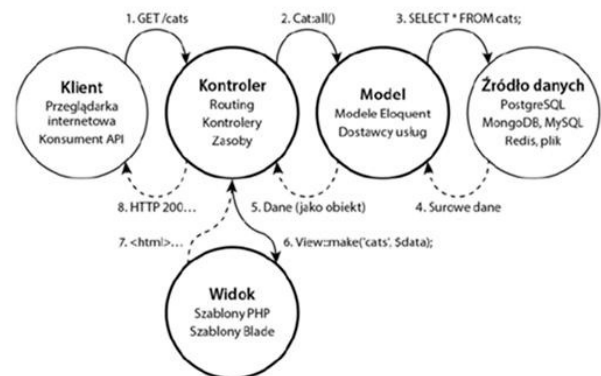 1. GET /cats
2. Cat:all()
3. SELECT * FROM cats;
Klient
Przeglądarka
internetowa
Konsument API
Kontroler
Routing
Kontrolery
Zasoby
Model
Modele Eloquent
Dostawcy usług
Źródło danych
PostgreSQL
MongoDB, MySQL
Redis, plik
8. HTTP 200...
5. Dane (jako obiekt)
4. Surowe dane
7. <html>...
6. View::make('cats', $data);
Widok
Szablony PHP
Szablony Blade